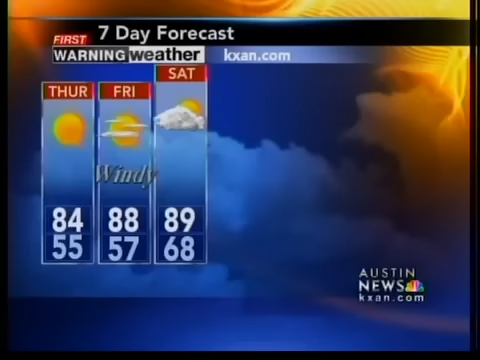 7 Day Forecast
FIRST
WARNING weather kxan.com
THUR FRI SAT
Windy
84 88 89
55 57 68
AUSTIN
NEWS
kxan.com